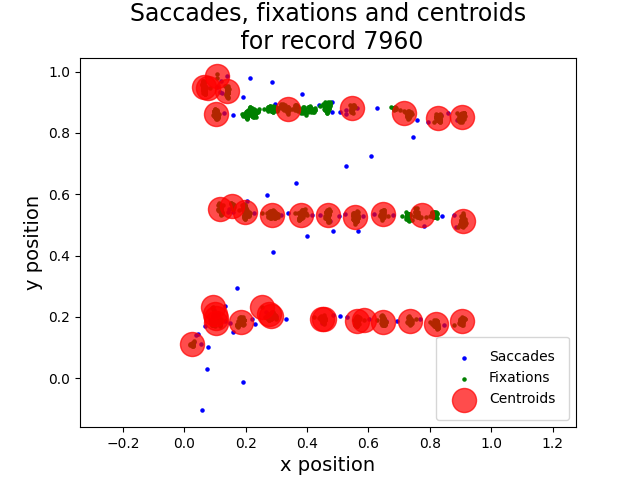 Saccades, fixations and centroids
for record 7960
1.0
0.8
0.6
0.4
0.2
0.0
y position
−0.2 0.0 0.2 0.4 0.6 0.8 1.0 1.2
x position
Saccades
Fixations
Centroids